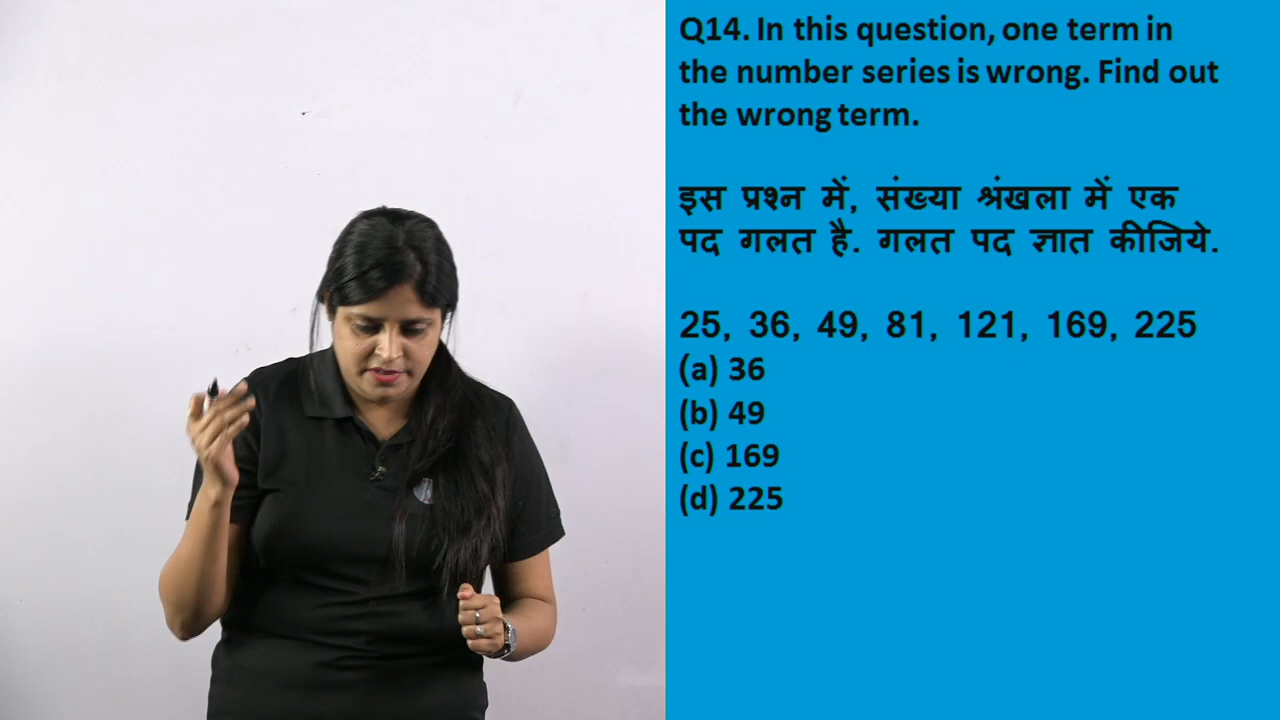 Q14. In this question, one term in
the number series is wrong. Find out
the wrong term.
इस प्रश्न में, संख्या श्रंखला में एक
पद गलत है. गलत पद ज्ञात कीजिये.
25, 36, 49, 81, 121, 169, 225
(a) 36
(b) 49
(c) 169
(d) 225